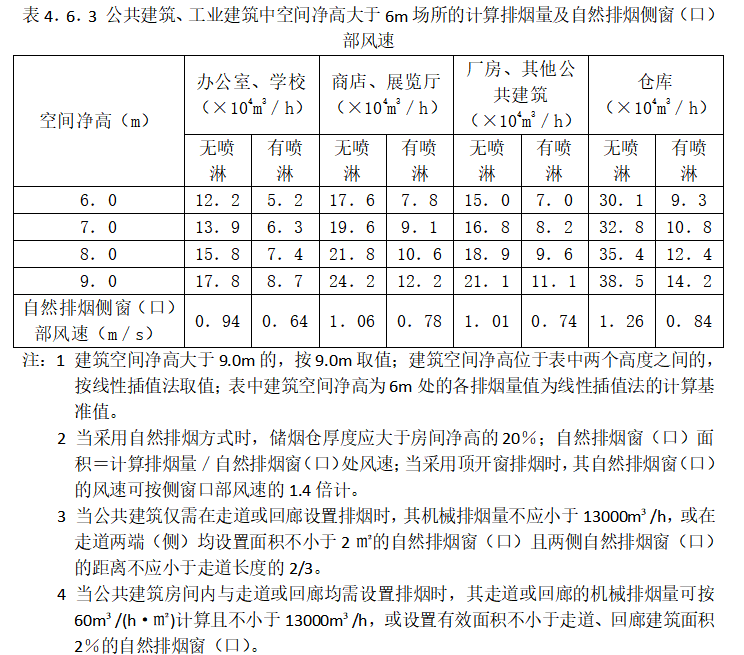 表 4．6．3 公共建筑、工业建筑中空间净高大于 6m 场所的计算排烟量及自然排烟侧窗（口）
部风速
空间净高（m） 办公室、学校（×10⁴m³／h） 商店、展览厅（×10⁴m³／h） 厂房、其他公共建筑（×10⁴m³／h） 仓库（×10⁴m³／h）
无喷淋 有喷淋 无喷淋 有喷淋 无喷淋 有喷淋 无喷淋 有喷淋
6．0 12．2 5．2 17．6 7．8 15．0 7．0 30．1 9．3
7．0 13．9 6．3 19．6 9．1 16．8 8．2 32．8 10．8
8．0 15．8 7．4 21．8 10．6 18．9 9．6 35．4 12．4
9．0 17．8 8．7 24．2 12．2 21．1 11．1 38．5 14．2
自然排烟侧窗（口）部风速（m／s） 0．94 0．64 1．06 0．78 1．01 0．74 1．26 0．84
注：1 建筑空间净高大于 9.0m 的，按 9.0m 取值；建筑空间净高位于表中两个高度之间的，
按线性插值法取值；表中建筑空间净高为 6m 处的各排烟量值为线性插值法的计算基
准值。
2 当采用自然排烟方式时，储烟仓厚度应大于房间净高的 20％；自然排烟窗（口）面
积＝计算排烟量／自然排烟窗（口）处风速；当采用顶开窗排烟时，其自然排烟窗（口）
的风速可按侧窗口部风速的 1.4 倍计。
3 当公共建筑仅需在走道或回廊设置排烟时，其机械排烟量不应小于 13000m³ /h，或在
走道两端（侧）均设置面积不小于 2 ㎡的自然排烟窗（口）且两侧自然排烟窗（口）
的距离不应小于走道长度的 2/3。
4 当公共建筑房间内与走道或回廊均需设置排烟时，其走道或回廊的机械排烟量可按
60m³ /(h·㎡)计算且不小于 13000m³ /h，或设置有效面积不小于走道、回廊建筑面积
2％的自然排烟窗（口）。